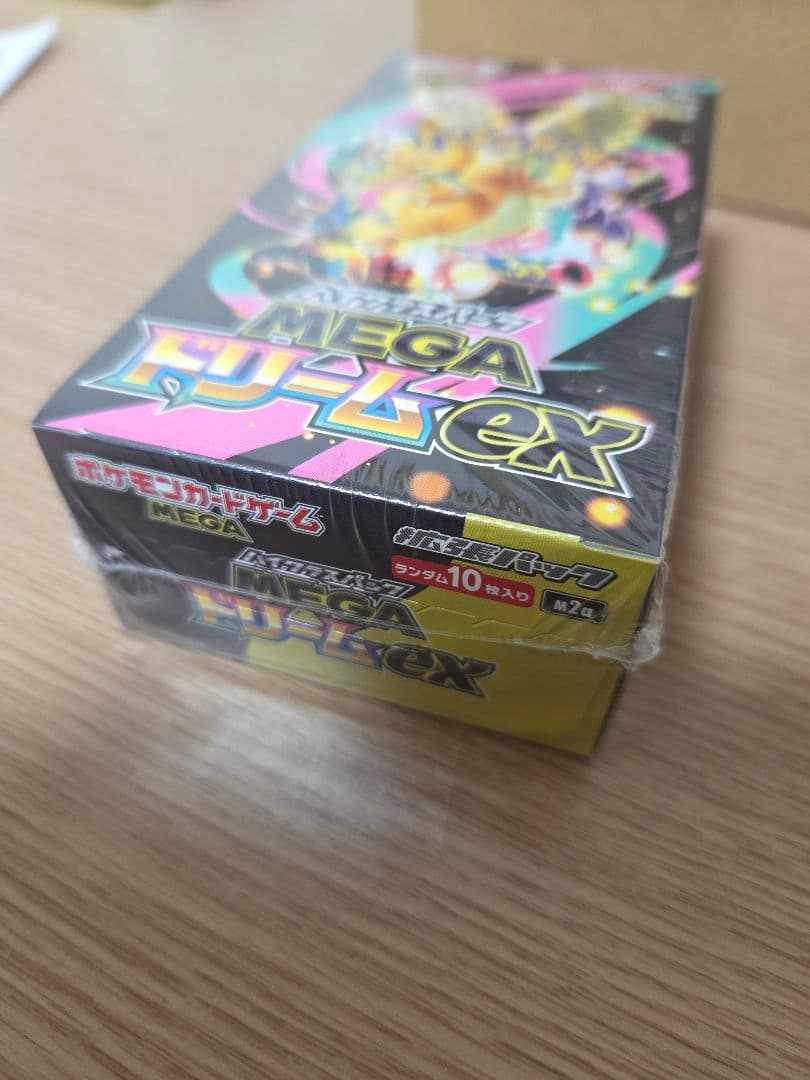 ハイクラスパック
MEGA
ドリームex
ポケモンカードゲーム
MEGA
拡張パック
ランダム10枚入り
M2a
ハイクラスパック
MEGA
ドリームex